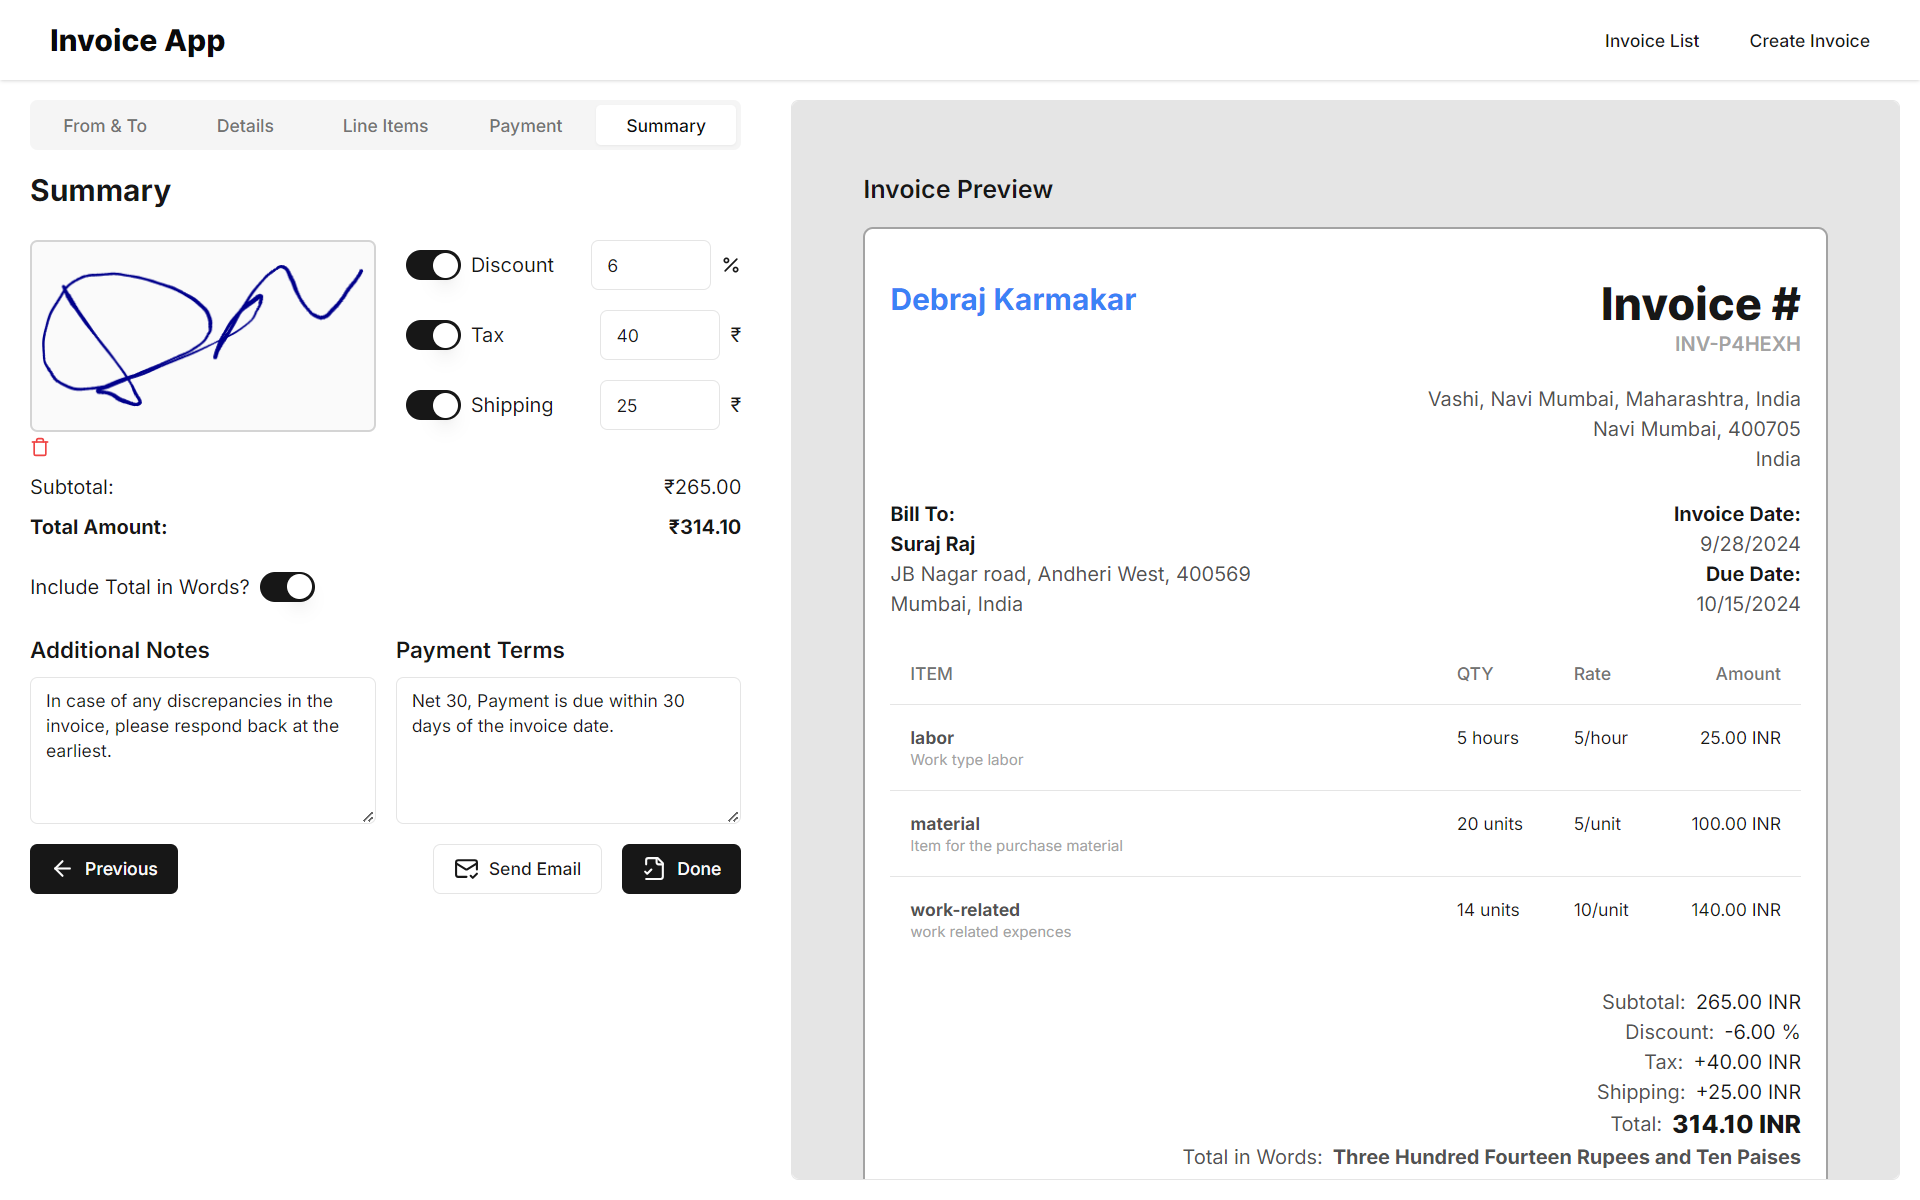 Invoice App
Invoice List
Create Invoice
From & To
Details
Line Items
Payment
Summary
Summary
Discount
6
%
Tax
40
₹
Shipping
25
₹
Subtotal:
₹265.00
Total Amount:
₹314.10
Include Total in Words?
Additional Notes
In case of any discrepancies in the
invoice, please respond back at the
earliest.
Payment Terms
Net 30, Payment is due within 30
days of the invoice date.
Previous
Send Email
Done
Invoice Preview
Debraj Karmakar
Invoice #
INV-P4HEXH
Vashi, Navi Mumbai, Maharashtra, India
Navi Mumbai, 400705
India
Bill To:
Suraj Raj
JB Nagar road, Andheri West, 400569
Mumbai, India
Invoice Date:
9/28/2024
Due Date:
10/15/2024
ITEM QTY Rate Amount
labor 5 hours 5/hour 25.00 INR
Work type labor
material 20 units 5/unit 100.00 INR
Item for the purchase material
work-related 14 units 10/unit 140.00 INR
work related expences
Subtotal: 265.00 INR
Discount: -6.00 %
Tax: +40.00 INR
Shipping: +25.00 INR
Total: 314.10 INR
Total in Words: Three Hundred Fourteen Rupees and Ten Paises